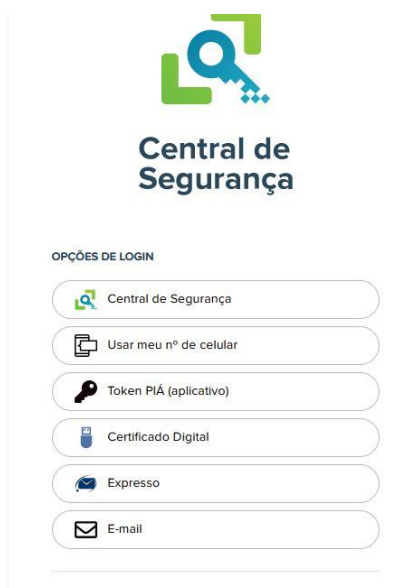 Central de
Segurança
OPÇÕES DE LOGIN
Central de Segurança
Usar meu nº de celular
Token PIÁ (aplicativo)
Certificado Digital
Expresso
E-mail